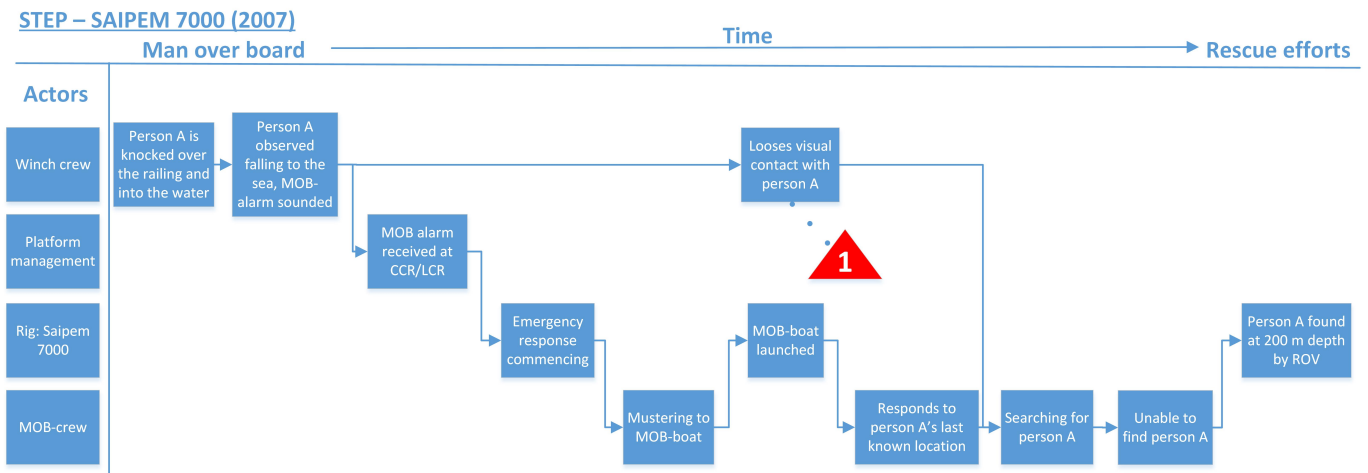 STEP – SAIPEM 7000 (2007)
Man over board
Time
Rescue efforts
Actors
Winch crew
Person A is
knocked over
the railing and
into the water
Person A
observed
falling to the
sea, MOB-
alarm sounded
Looses visual
contact with
person A
Platform
management
MOB alarm
received at
CCR/LCR
1
Rig: Saipem
7000
Emergency
response
commencing
MOB-boat
launched
Person A found
at 200 m depth
by ROV
MOB-crew
Mustering to
MOB-boat
Responds to
person A’s last
known location
Searching for
person A
Unable to
find person A